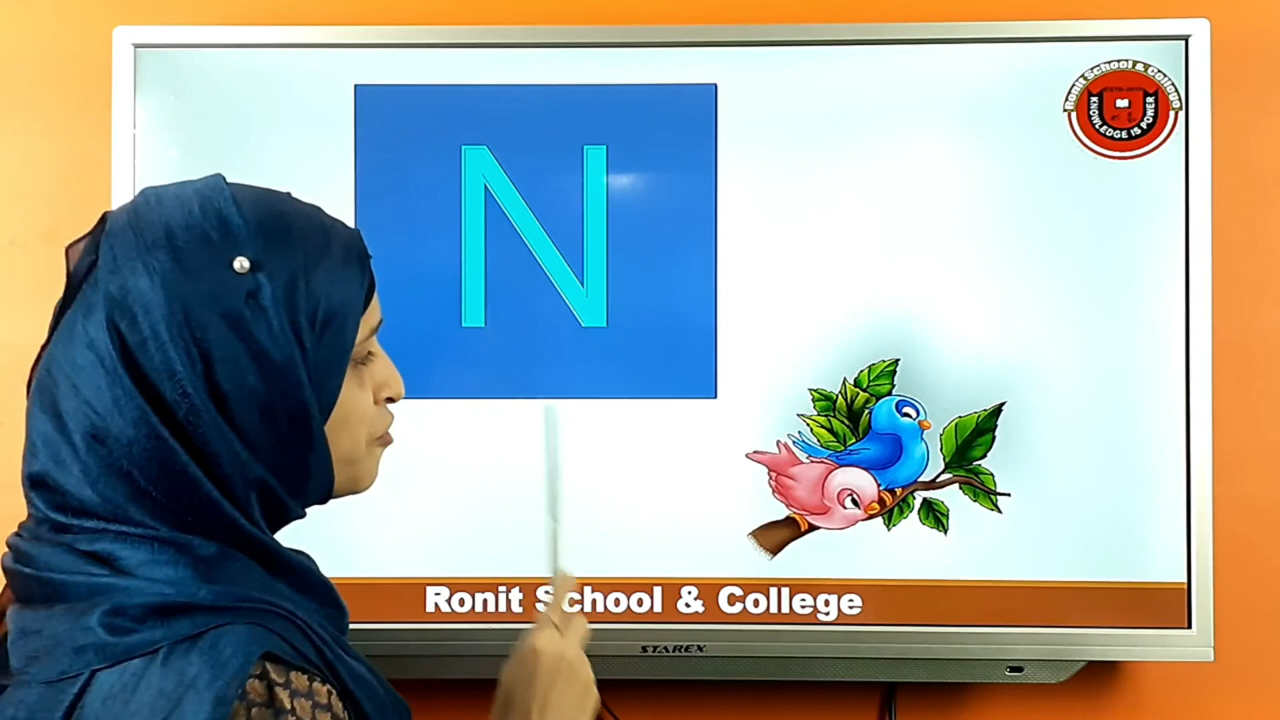 N
Ronit School & College
KNOWLEDGE IS POWER
Ronit School & College
STAREX